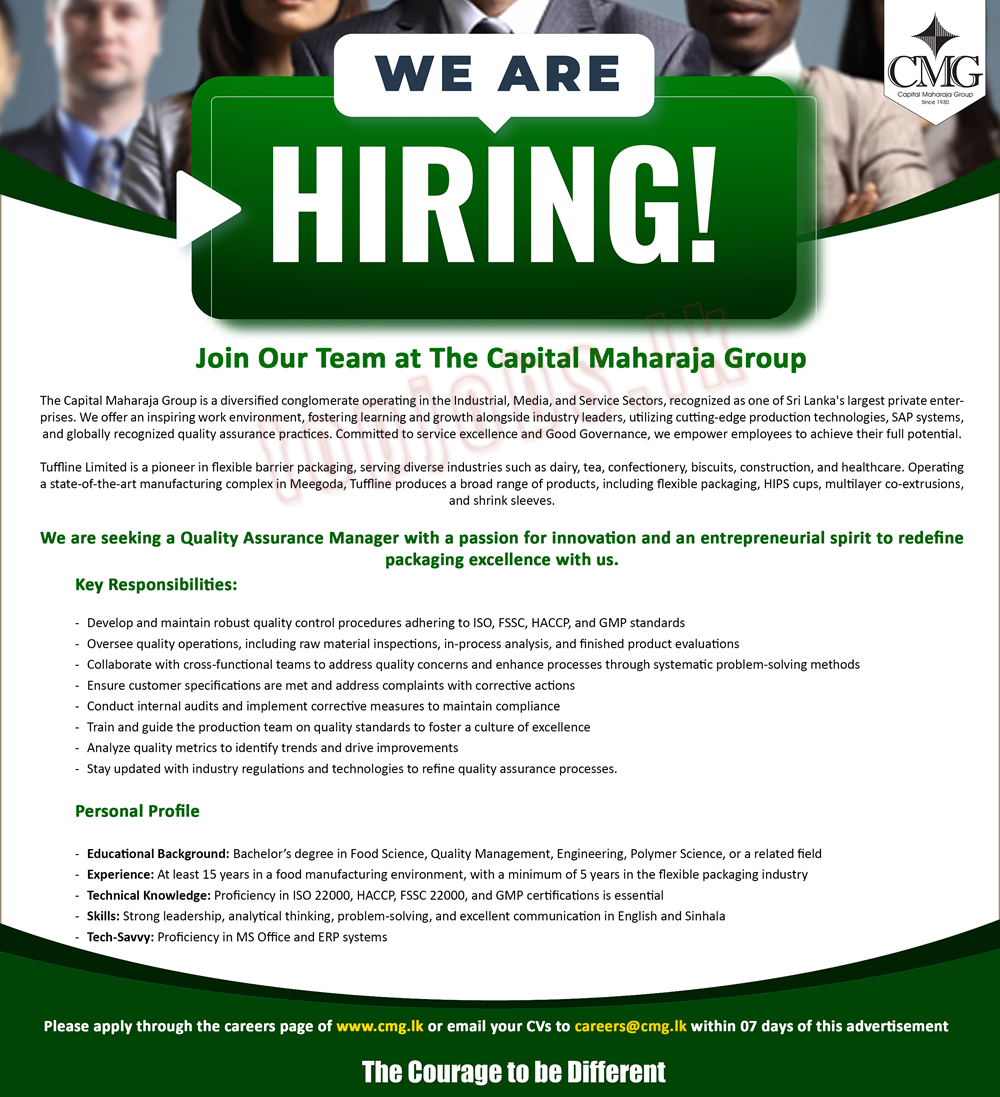 WE ARE
HIRING!
CMG
Capital Maharaja Group
Since 1930
Join Our Team at The Capital Maharaja Group
The Capital Maharaja Group is a diversified conglomerate operating in the Industrial, Media, and Service Sectors, recognized as one of Sri Lanka's largest private enter-
prises. We offer an inspiring work environment, fostering learning and growth alongside industry leaders, utilizing cutting-edge production technologies, SAP systems,
and globally recognized quality assurance practices. Committed to service excellence and Good Governance, we empower employees to achieve their full potential.
Tuffline Limited is a pioneer in flexible barrier packaging, serving diverse industries such as dairy, tea, confectionery, biscuits, construction, and healthcare. Operating
a state-of-the-art manufacturing complex in Meegoda, Tuffline produces a broad range of products, including flexible packaging, HIPS cups, multilayer co-extrusions,
and shrink sleeves.
We are seeking a Quality Assurance Manager with a passion for innovation and an entrepreneurial spirit to redefine
packaging excellence with us.
Key Responsibilities:
- Develop and maintain robust quality control procedures adhering to ISO, FSSC, HACCP, and GMP standards
- Oversee quality operations, including raw material inspections, in-process analysis, and finished product evaluations
- Collaborate with cross-functional teams to address quality concerns and enhance processes through systematic problem-solving methods
- Ensure customer specifications are met and address complaints with corrective actions
- Conduct internal audits and implement corrective measures to maintain compliance
- Train and guide the production team on quality standards to foster a culture of excellence
- Analyze quality metrics to identify trends and drive improvements
- Stay updated with industry regulations and technologies to refine quality assurance processes.
Personal Profile
- Educational Background: Bachelor’s degree in Food Science, Quality Management, Engineering, Polymer Science, or a related field
- Experience: At least 15 years in a food manufacturing environment, with a minimum of 5 years in the flexible packaging industry
- Technical Knowledge: Proficiency in ISO 22000, HACCP, FSSC 22000, and GMP certifications is essential
- Skills: Strong leadership, analytical thinking, problem-solving, and excellent communication in English and Sinhala
- Tech-Savvy: Proficiency in MS Office and ERP systems
Please apply through the careers page of www.cmg.lk or email your CVs to careers@cmg.lk within 07 days of this advertisement
The Courage to be Different